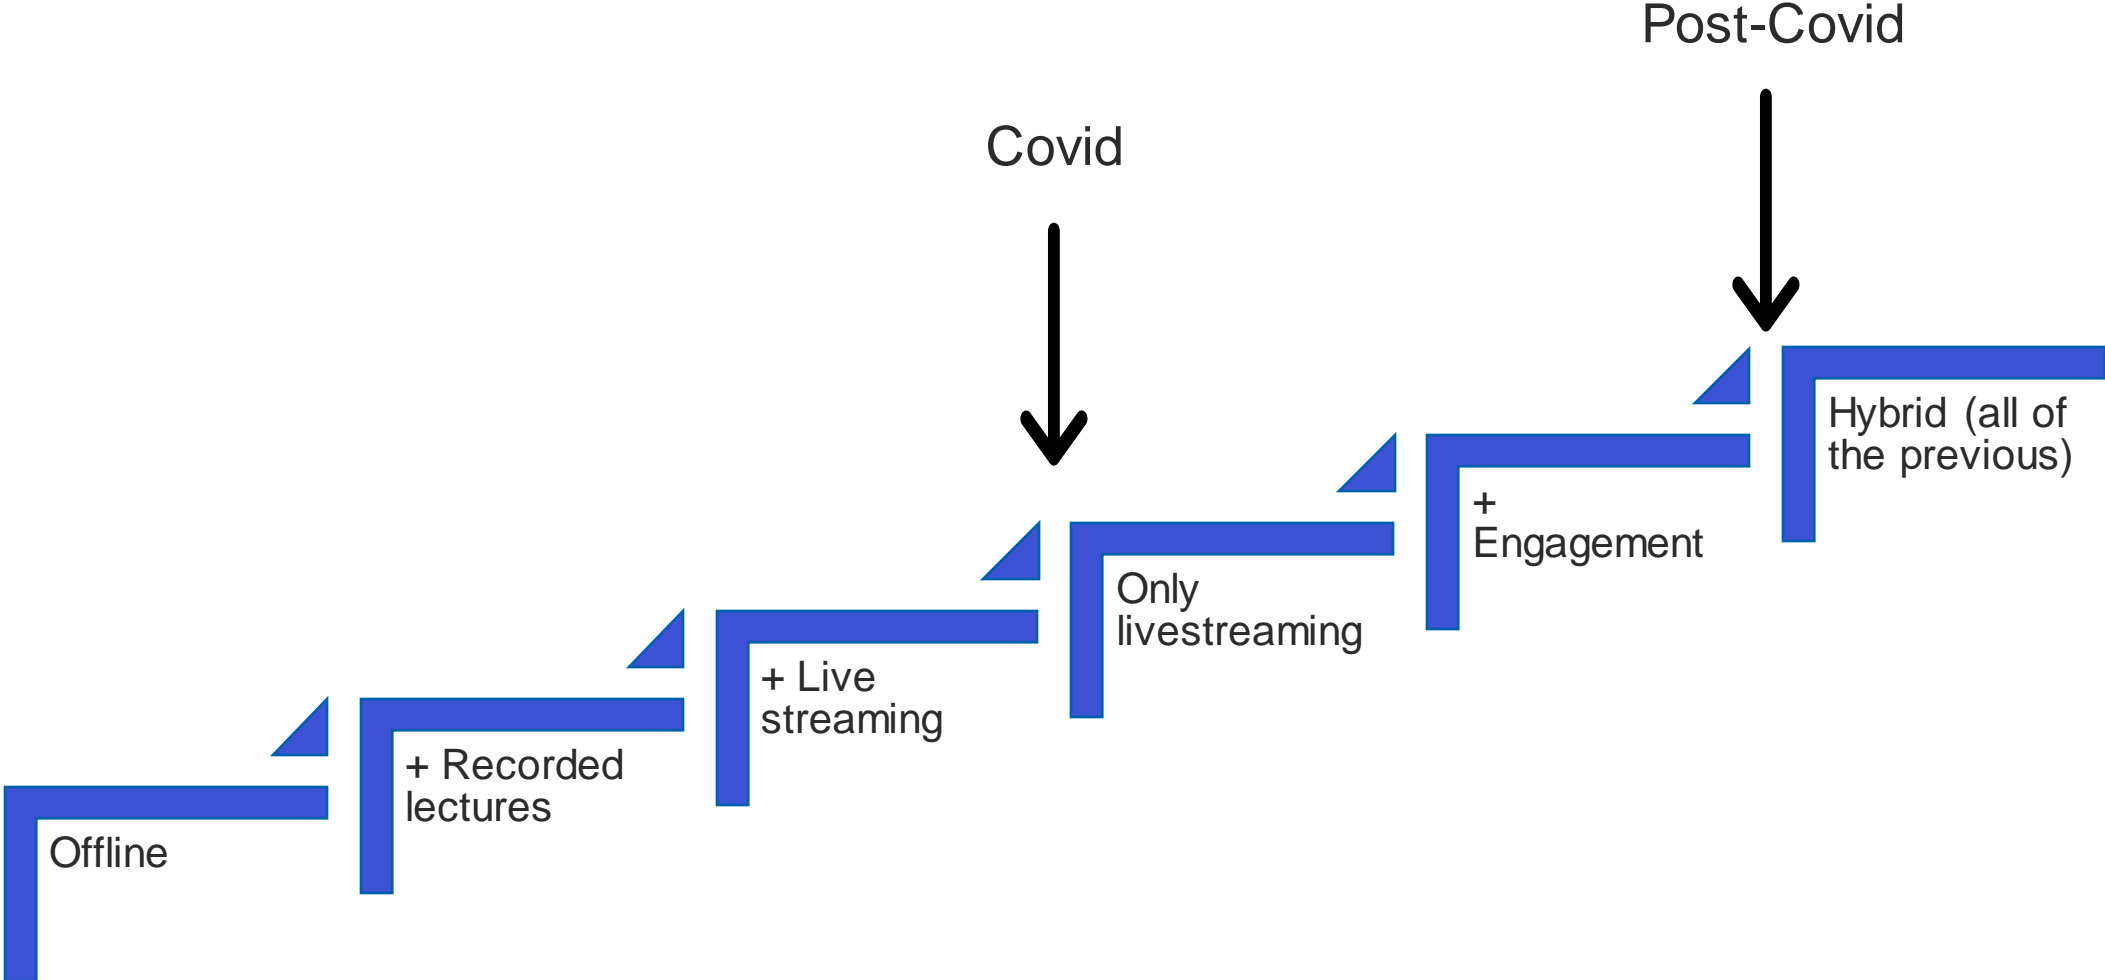 Post-Covid
Covid
Hybrid (all of
the previous)
+
Engagement
Only
livestreaming
+ Live
streaming
+ Recorded
lectures
Offline